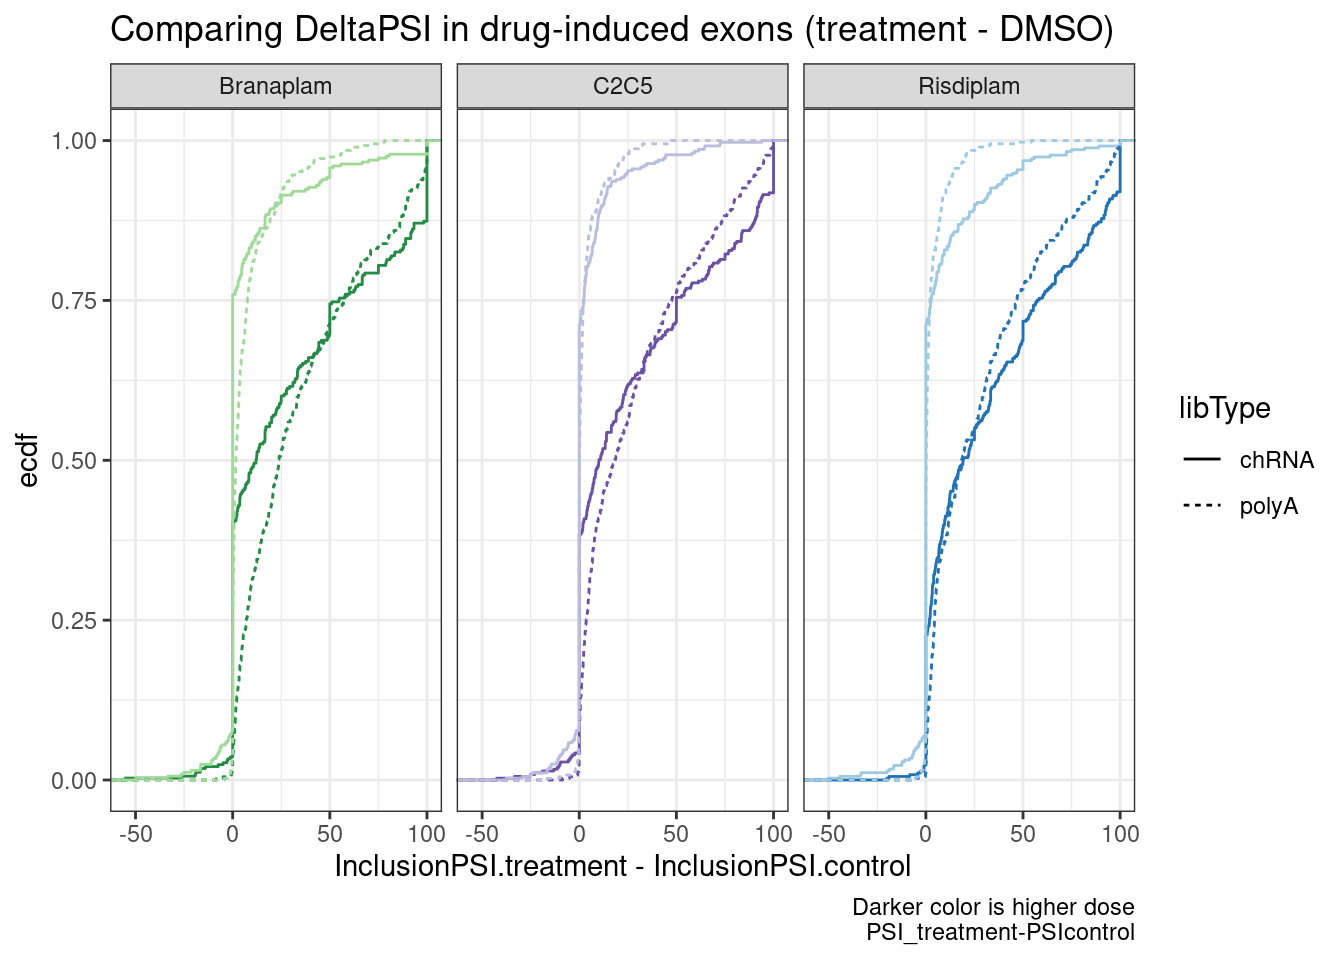 Comparing DeltaPSI in drug-induced exons (treatment - DMSO)
Branaplam
C2C5
Risdiplam
1.00
0.75
0.50
0.25
0.00
ecdf
-50 0 50 100
-50 0 50 100
-50 0 50 100
InclusionPSI.treatment - InclusionPSI.control
libType
chRNA
polyA
Darker color is higher dose
PSI_treatment-PSIcontrol